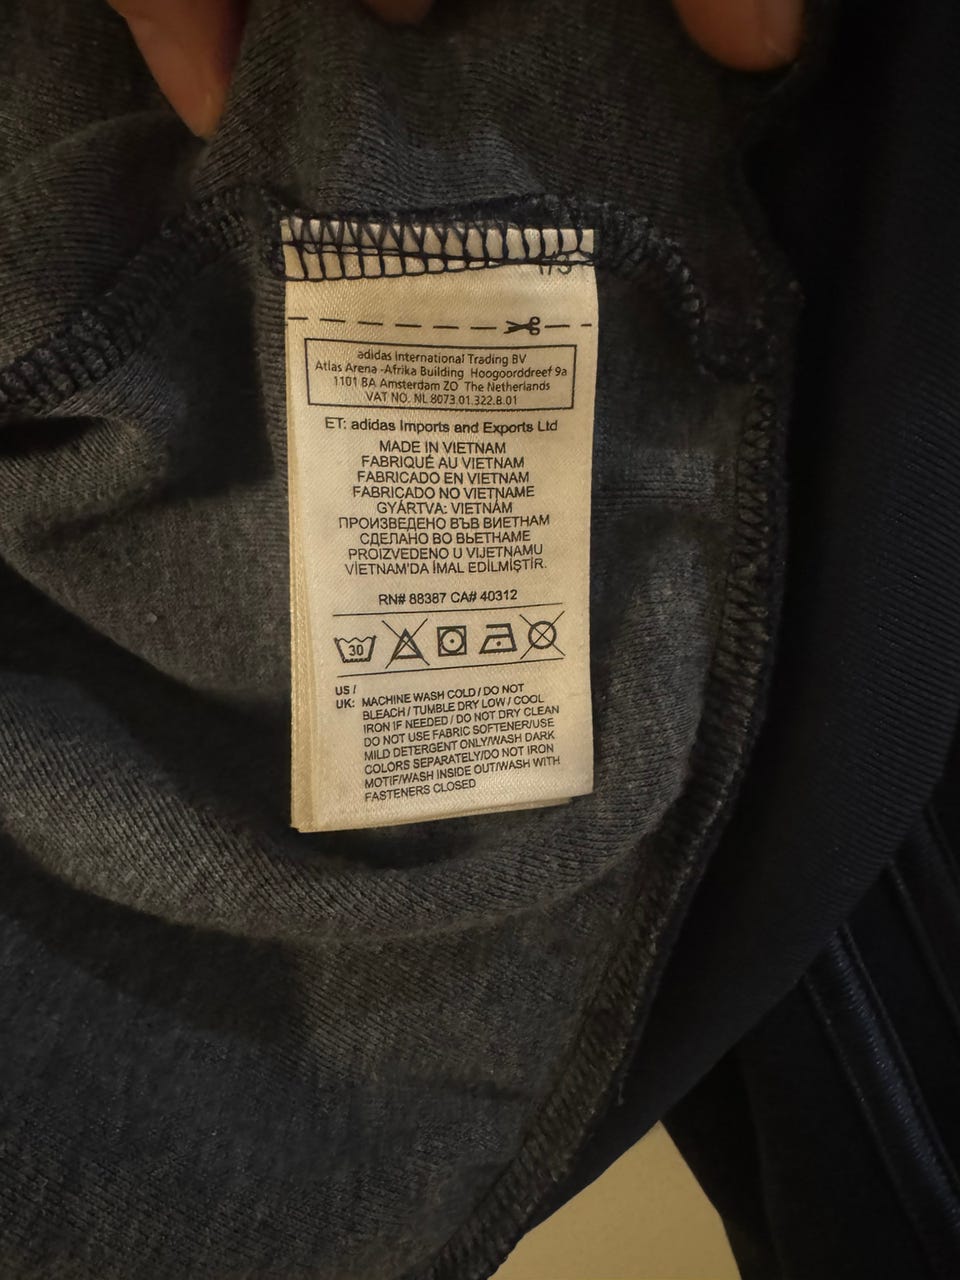 adidas International Trading BV
Atlas Arena -Afrika Building Hoogoorddreef 9a
1101 BA Amsterdam ZO The Netherlands
VAT NO. NL 8073.01.322.B.01
ET: adidas Imports and Exports Ltd
MADE IN VIETNAM
FABRIQUÉ AU VIETNAM
FABRICADO EN VIETNAM
FABRICADO NO VIETNAME
GYÁRTVA: VIETNÁM
ПРОИЗВЕДЕНО ВЪВ ВИЕТНАМ
СДЕЛАНО ВО ВЬЕТНАМЕ
PROIZVEDENO U VIJETNAMU
VİETNAM'DA İMAL EDİLMİŞTİR.
RN# 88387 CA# 40312
30
US /
UK: MACHINE WASH COLD / DO NOT
BLEACH / TUMBLE DRY LOW / COOL
IRON IF NEEDED / DO NOT DRY CLEAN
DO NOT USE FABRIC SOFTENER/USE
MILD DETERGENT ONLY/WASH DARK
COLORS SEPARATELY/DO NOT IRON
MOTIF/WASH INSIDE OUT/WASH WITH
FASTENERS CLOSED